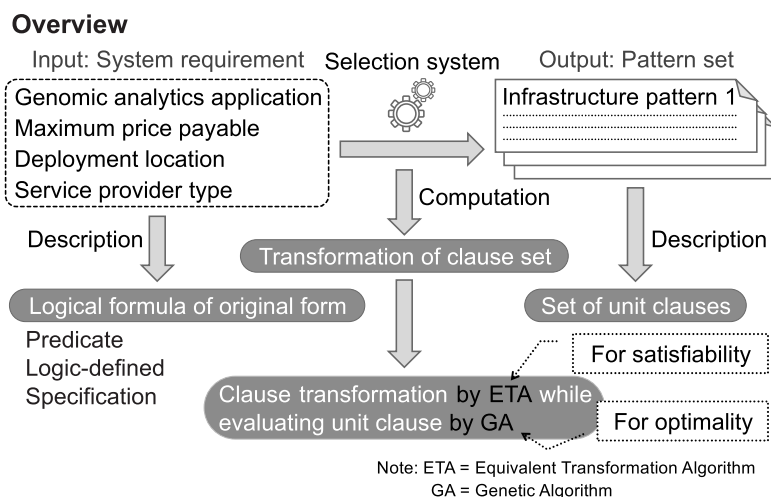 Overview
Input: System requirement
Selection system
Output: Pattern set
Genomic analytics application
Maximum price payable
Deployment location
Service provider type
Infrastructure pattern 1
Computation
Description
Description
Transformation of clause set
Logical formula of original form
Set of unit clauses
Predicate
Logic-defined
Specification
For satisfiability
Clause transformation by ETA while
evaluating unit clause by GA
For optimality
Note: ETA = Equivalent Transformation Algorithm
GA = Genetic Algorithm